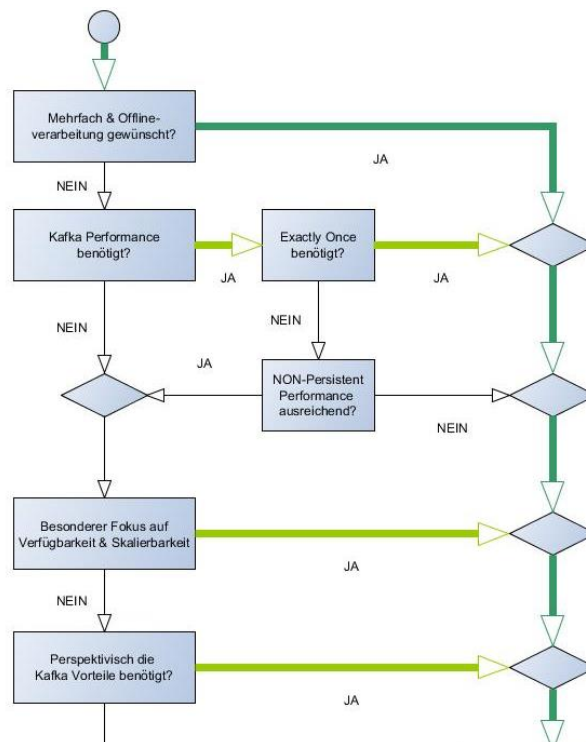 Mehrfach & Offline-
verarbeitung gewünscht?
JA
NEIN
Kafka Performance
benötigt?
JA
Exactly Once
benötigt?
JA
NEIN
NEIN
JA
NON-Persistent
Performance
ausreichend?
NEIN
Besonderer Fokus auf
Verfügbarkeit & Skalierbarkeit
JA
NEIN
Perspektivisch die
Kafka Vorteile benötigt?
JA